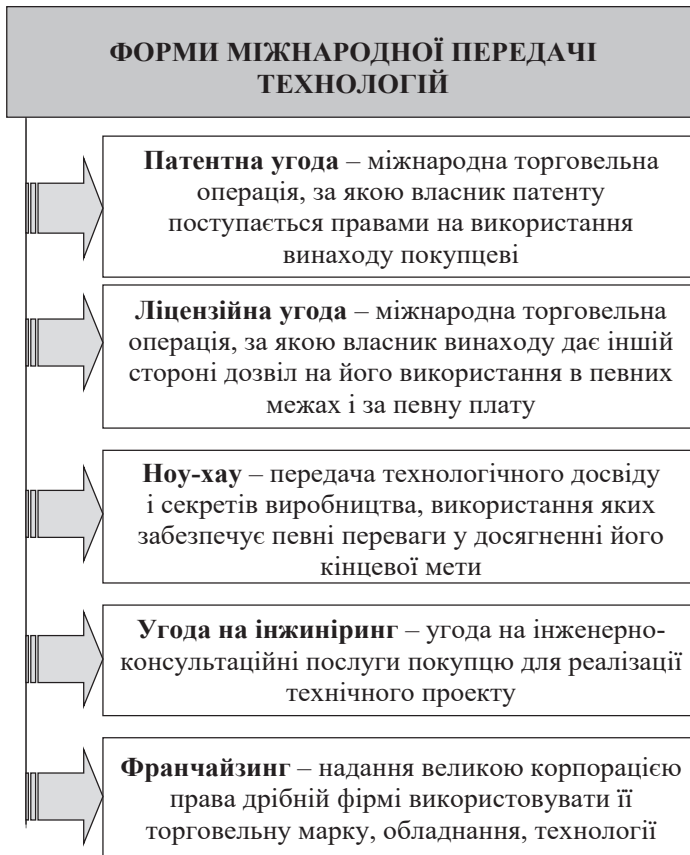 ФОРМИ МІЖНАРОДНОЇ ПЕРЕДАЧІ
ТЕХНОЛОГІЙ
Патентна угода – міжнародна торговельна
операція, за якою власник патенту
поступається правами на використання
винаходу покупцеві
Ліцензійна угода – міжнародна торговельна
операція, за якою власник винаходу дає іншій
стороні дозвіл на його використання в певних
межах і за певну плату
Ноу-хау – передача технологічного досвіду
і секретів виробництва, використання яких
забезпечує певні переваги у досягненні його
кінцевої мети
Угода на інжиніринг – угода на інженерно-
консультаційні послуги покупцю для реалізації
технічного проекту
Франчайзинг – надання великою корпорацією
права дрібній фірмі використовувати її
торговельну марку, обладнання, технології